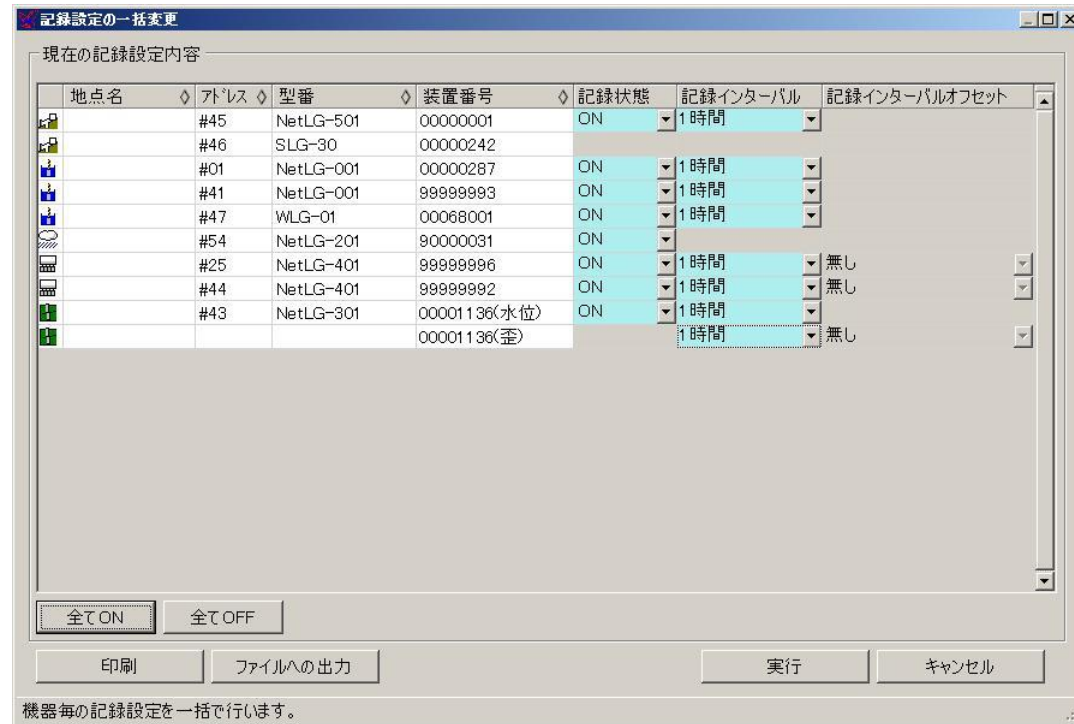 記録設定の一括変更
現在の記録設定内容
地点名 アドレス 型番 装置番号 記録状態 記録インターバル 記録インターバルオフセット
#45 NetLG-501 00000001 ON 1時間
#46 SLG-30 00000242
#01 NetLG-001 00000287 ON 1時間
#41 NetLG-001 99999993 ON 1時間
#47 WLG-01 00068001 ON 1時間
#54 NetLG-201 90000031 ON
#25 NetLG-401 99999996 ON 1時間 無し
#44 NetLG-401 99999992 ON 1時間 無し
#43 NetLG-301 00001136(水位) ON 1時間
00001136(歪) 1時間 無し
全てON 全てOFF
印刷 ファイルへの出力 実行 キャンセル
機器毎の記録設定を一括で行います。